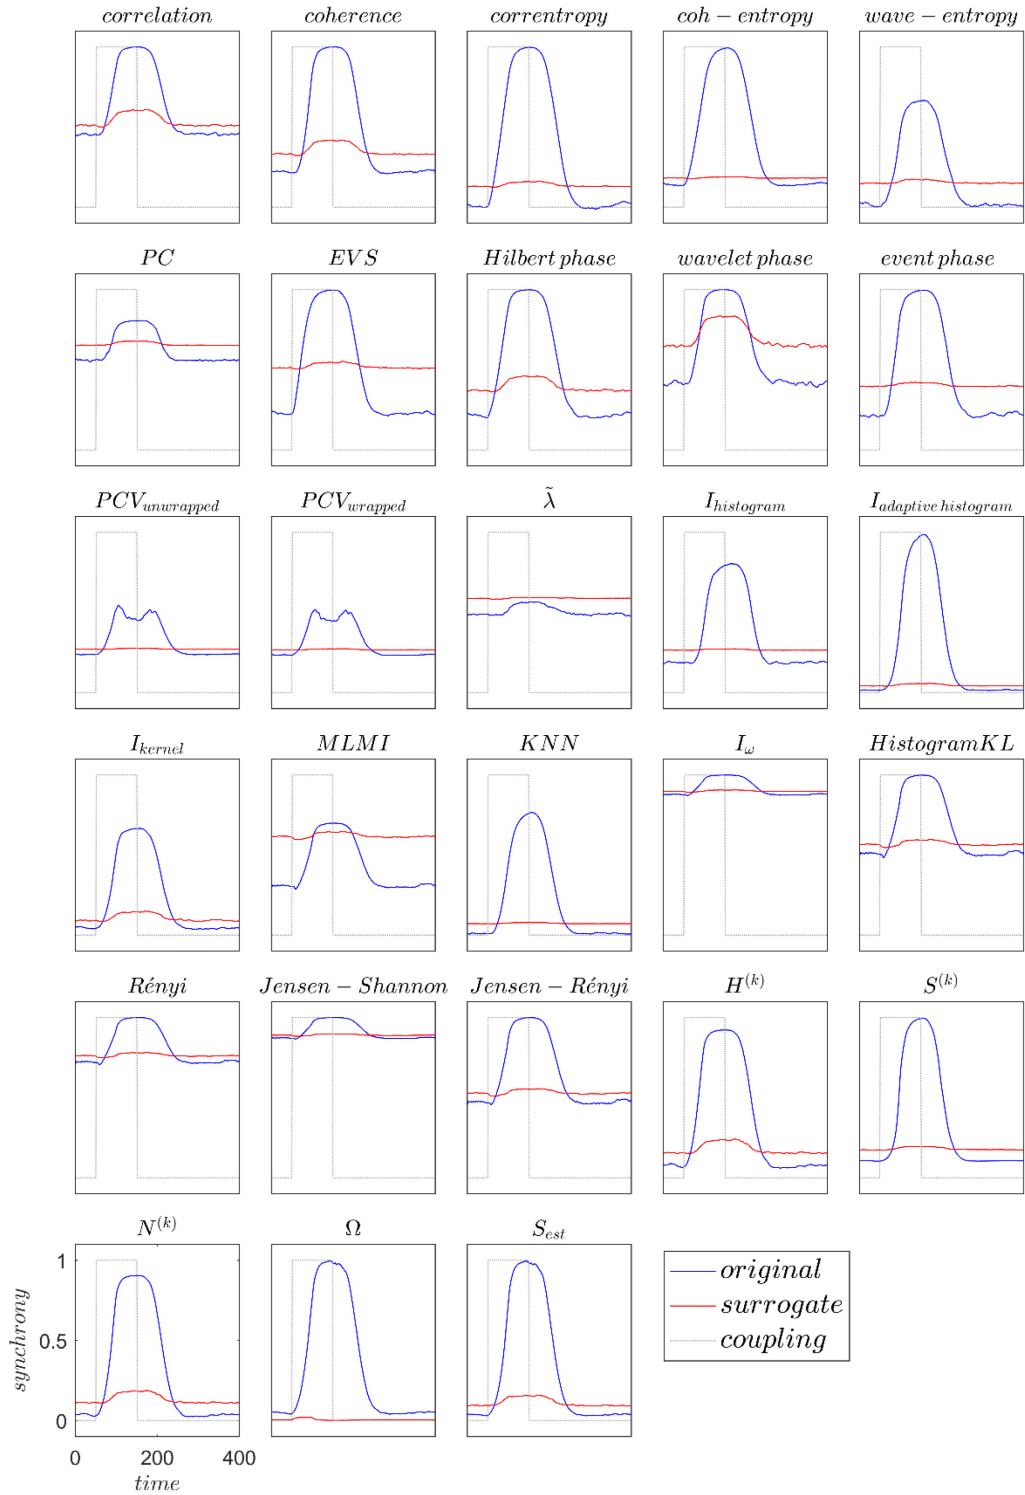 correlation coherence correntropy coh − entropy wave − entropy
PC EVS Hilbert phase wavelet phase event phase
PCV_unwrapped PCV_wrapped λ̃ I_histogram I_adaptive histogram
I_kernel MLMI KNN I_ω HistogramKL
Rényi Jensen − Shannon Jensen − Rényi H^(k) S^(k)
N^(k) Ω S_est
1
0.5
0
synchrony
0 200 400
time
original
surrogate
coupling